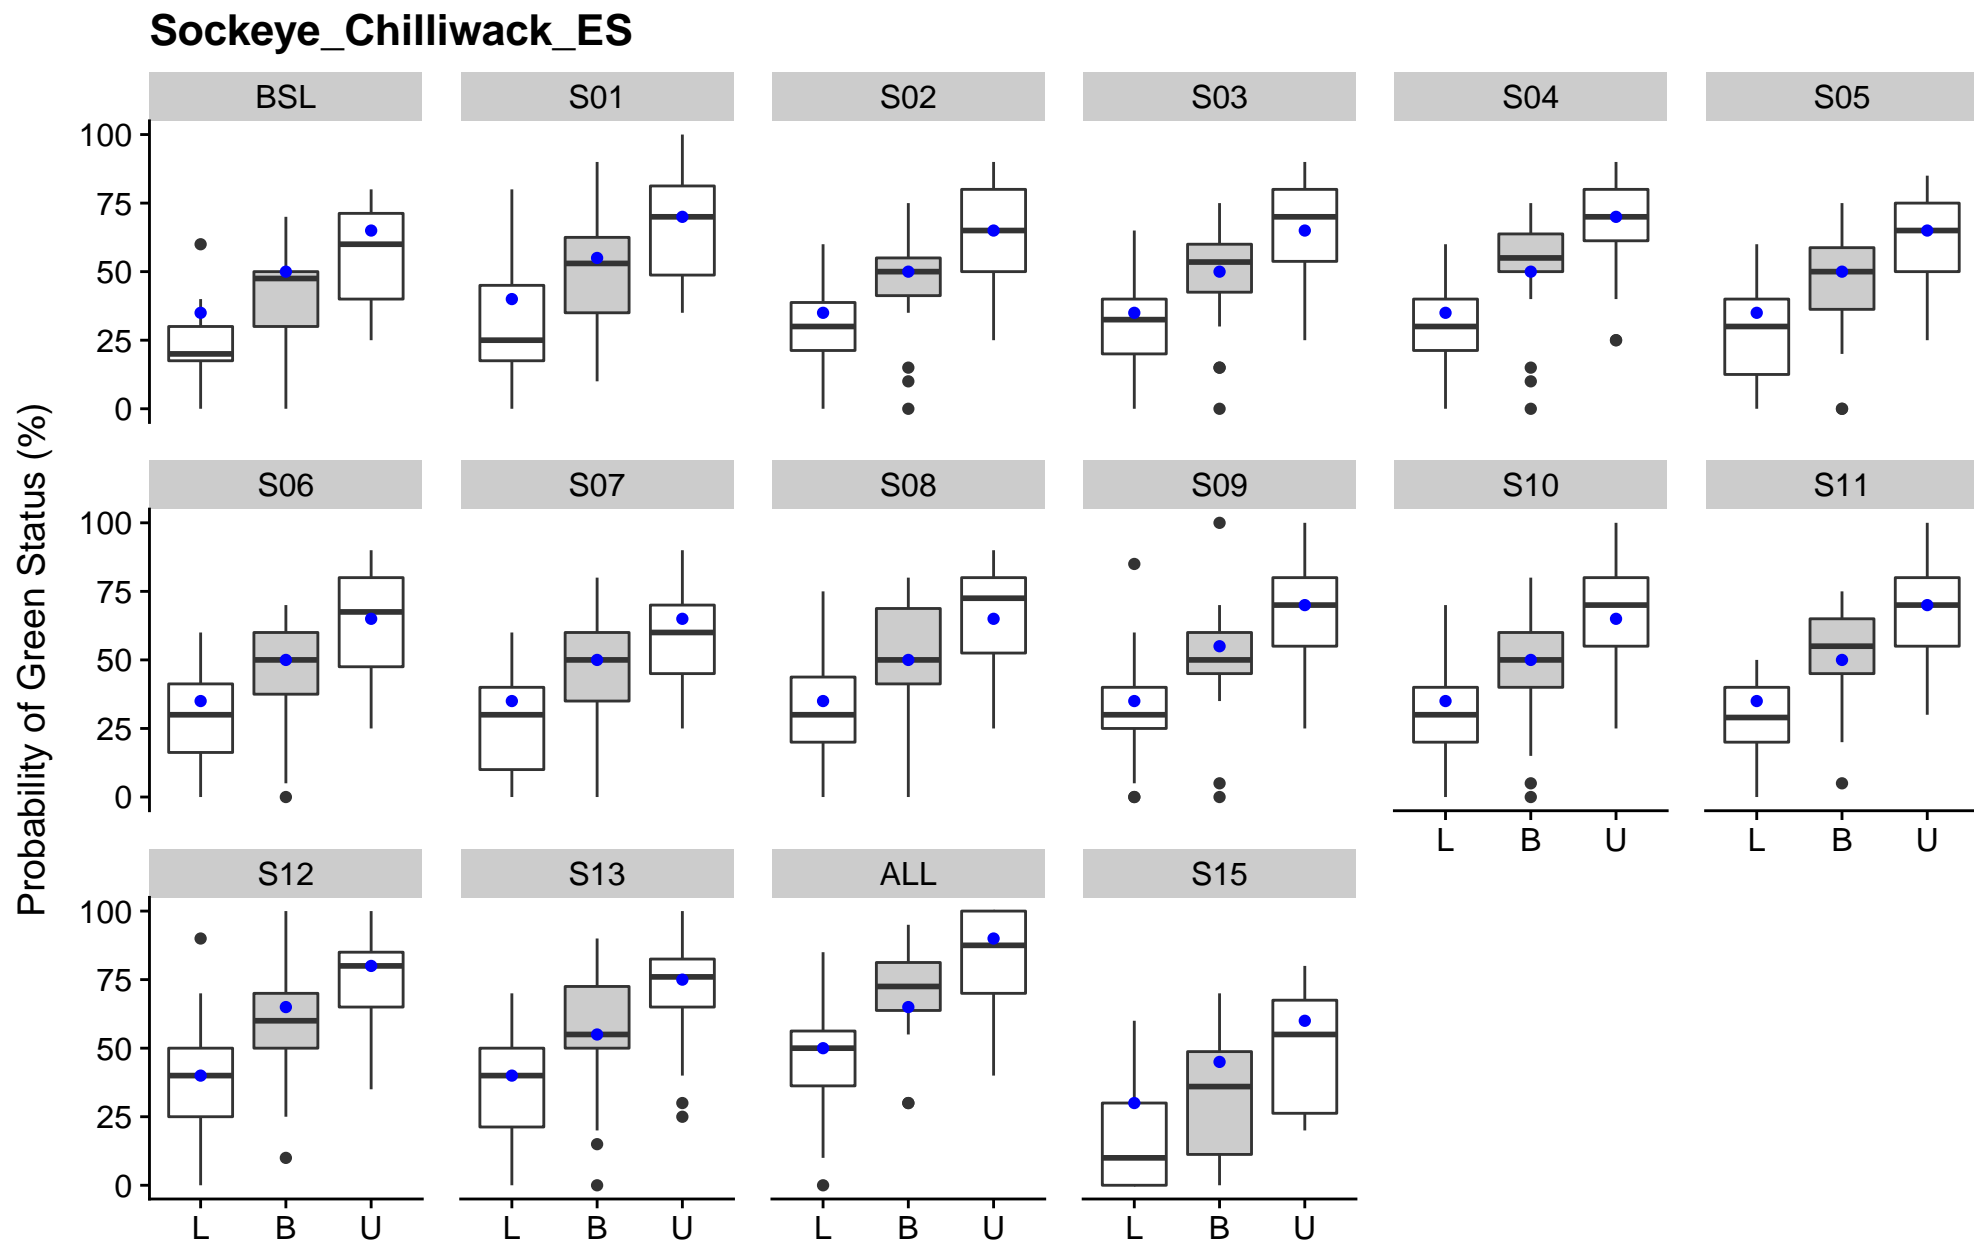 Sockeye_Chilliwack_ES
BSL S01 S02 S03 S04 S05
100
75
50
25
0
S06 S07 S08 S09 S10 S11
100
75
50
25
0
L B U L B U
S12 S13 ALL S15
100
75
50
25
0
L B U L B U L B U L B U
Probability of Green Status (%)